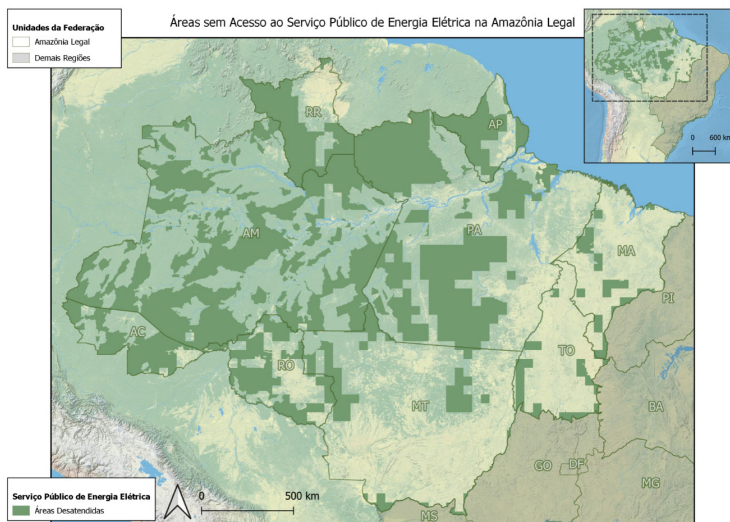 Áreas sem Acesso ao Serviço Público de Energia Elétrica na Amazônia Legal
Unidades da Federação
Amazônia Legal
Demais Regiões
0 600 km
RR
AP
AM
PA
MA
PI
AC
RO
TO
MT
BA
GO
DF
MG
MS
Serviço Público de Energia Elétrica
Áreas Desatendidas
0 500 km